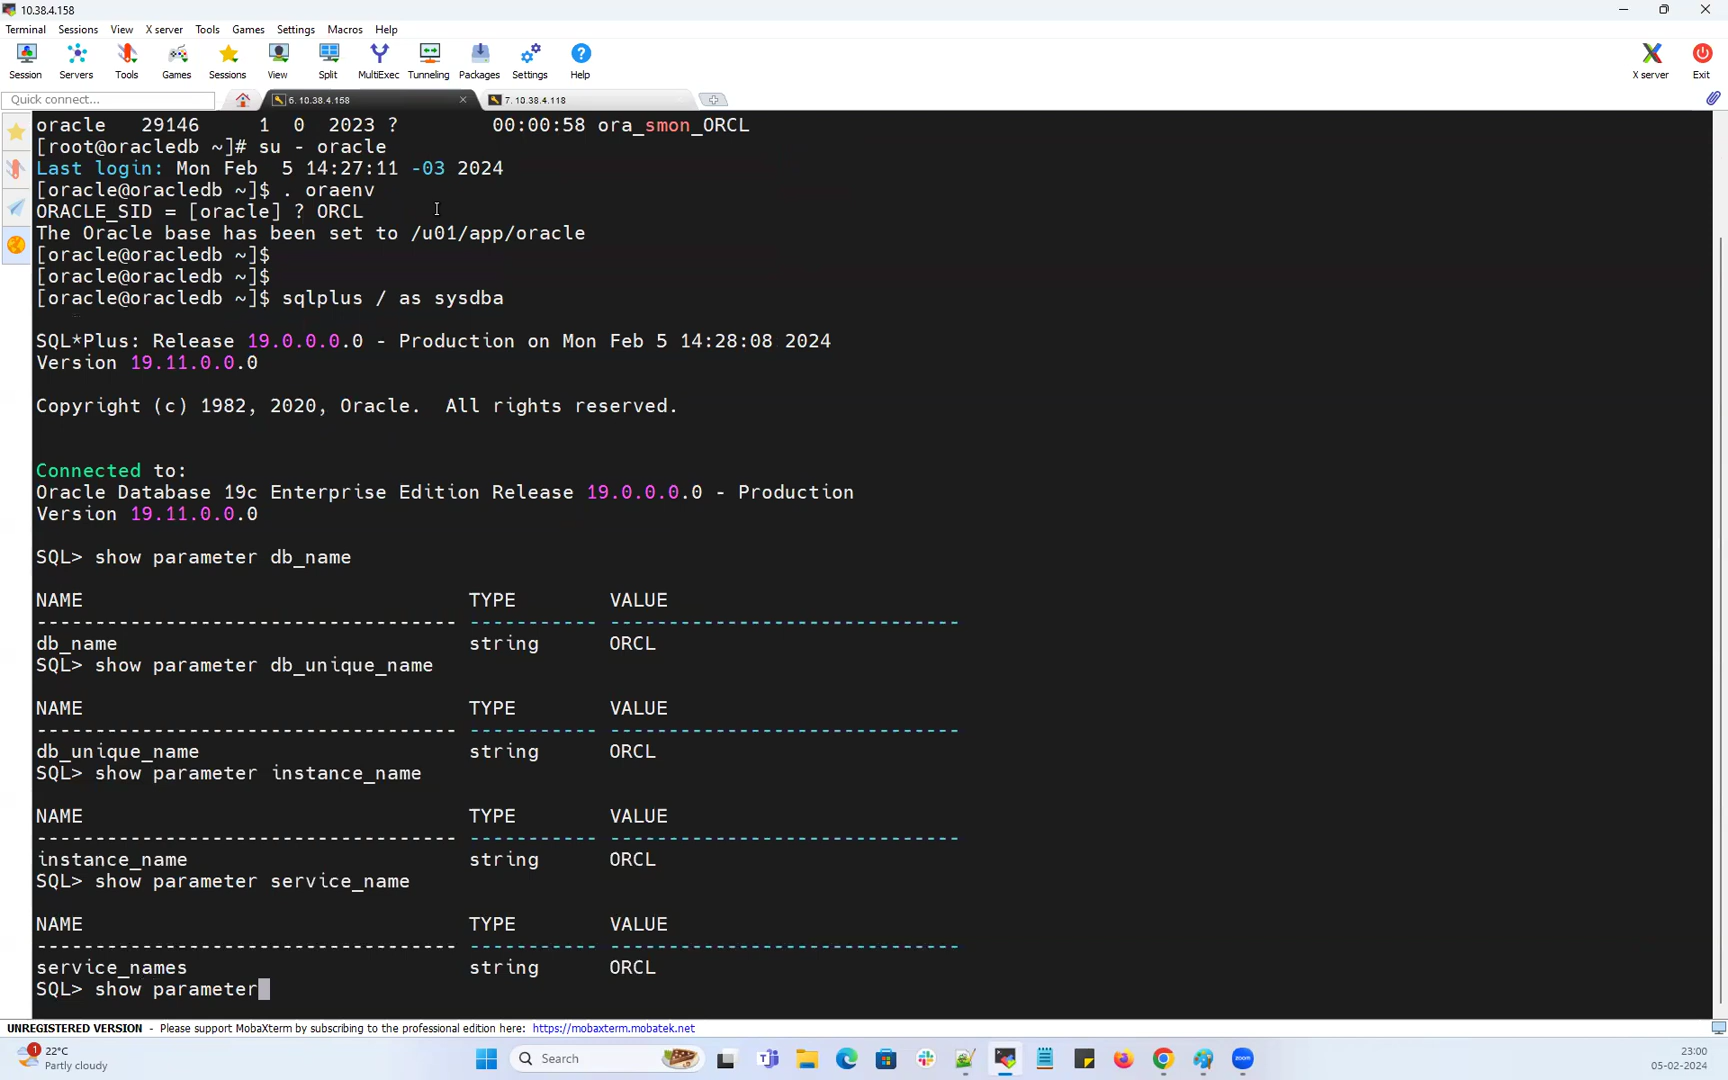 10.38.4.158
Terminal Sessions View X server Tools Games Settings Macros Help
Session Servers Tools Games Sessions View Split MultiExec Tunneling Packages Settings Help X server Exit
Quick connect...
6. 10.38.4.158
7. 10.38.4.118
oracle   29146     1  0  2023 ?        00:00:58 ora_smon_ORCL
[root@oracledb ~]# su - oracle
Last login: Mon Feb  5 14:27:11 -03 2024
[oracle@oracledb ~]$ . oraenv
ORACLE_SID = [oracle] ? ORCL
The Oracle base has been set to /u01/app/oracle
[oracle@oracledb ~]$
[oracle@oracledb ~]$
[oracle@oracledb ~]$ sqlplus / as sysdba
SQL*Plus: Release 19.0.0.0.0 - Production on Mon Feb 5 14:28:08 2024
Version 19.11.0.0.0
Copyright (c) 1982, 2020, Oracle.  All rights reserved.
Connected to:
Oracle Database 19c Enterprise Edition Release 19.0.0.0.0 - Production
Version 19.11.0.0.0
SQL> show parameter db_name
NAME                                 TYPE        VALUE
------------------------------------ ----------- ------------------------------
db_name                              string      ORCL
SQL> show parameter db_unique_name
NAME                                 TYPE        VALUE
------------------------------------ ----------- ------------------------------
db_unique_name                       string      ORCL
SQL> show parameter instance_name
NAME                                 TYPE        VALUE
------------------------------------ ----------- ------------------------------
instance_name                        string      ORCL
SQL> show parameter service_name
NAME                                 TYPE        VALUE
------------------------------------ ----------- ------------------------------
service_names                        string      ORCL
SQL> show parameter
UNREGISTERED VERSION - Please support MobaXterm by subscribing to the professional edition here: https://mobaxterm.mobatek.net
1
22°C
Partly cloudy
Search
zoom
23:00
05-02-2024